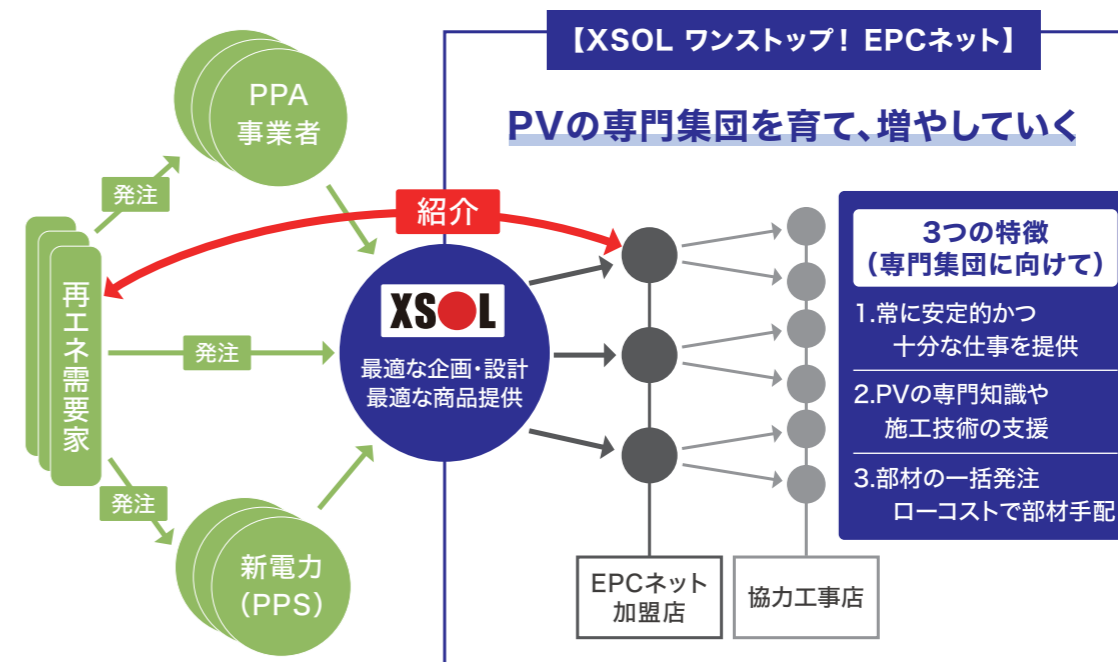 【XSOL ワンストップ! EPCネット】
PVの専門集団を育て、増やしていく
PPA
事業者
発注
紹介
再エネ需要家
発注
XSOL
最適な企画・設計
最適な商品提供
発注
新電力
(PPS)
EPCネット
加盟店
協力工事店
3つの特徴
(専門集団に向けて)
1.常に安定的かつ
十分な仕事を提供
2.PVの専門知識や
施工技術の支援
3.部材の一括発注
ローコストで部材手配